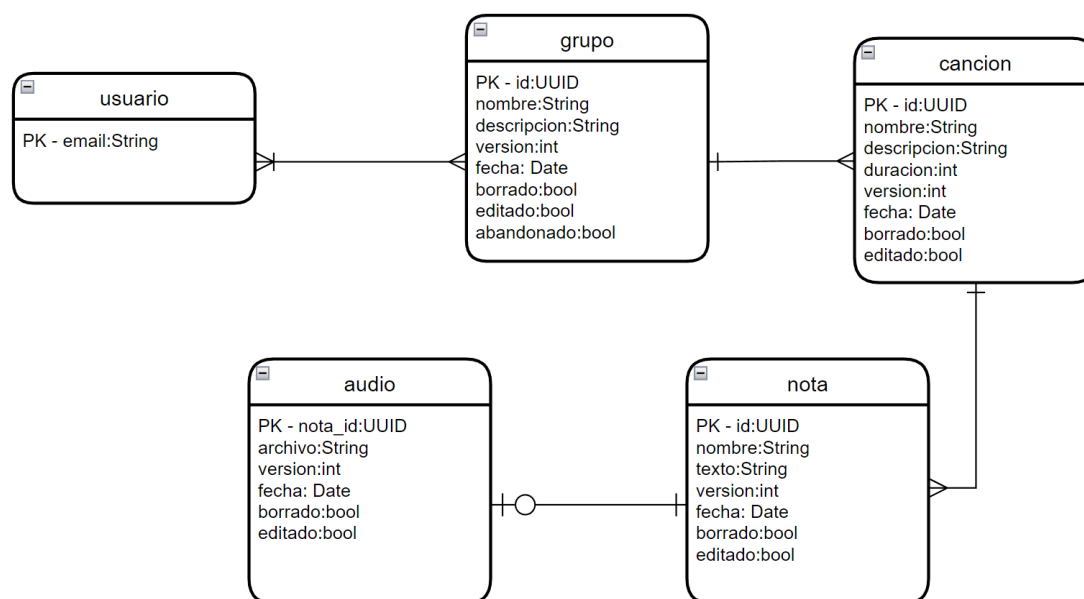 usuario
PK - email:String
grupo
PK - id:UUID
nombre:String
descripcion:String
version:int
fecha: Date
borrado:bool
editado:bool
abandonado:bool
cancion
PK - id:UUID
nombre:String
descripcion:String
duracion:int
version:int
fecha: Date
borrado:bool
editado:bool
audio
PK - nota_id:UUID
archivo:String
version:int
fecha: Date
borrado:bool
editado:bool
nota
PK - id:UUID
nombre:String
texto:String
version:int
fecha: Date
borrado:bool
editado:bool